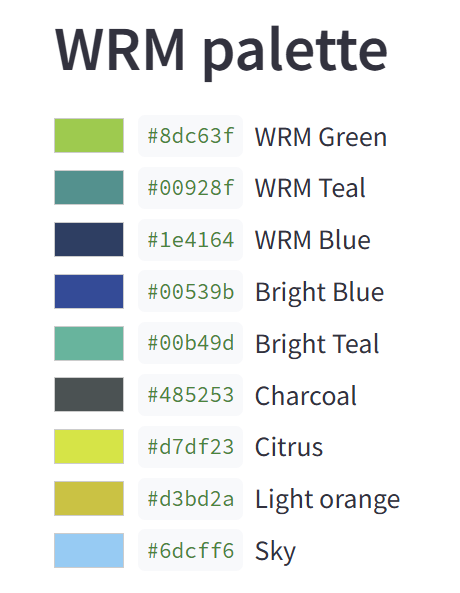 WRM palette
#8dc63f WRM Green
#00928f WRM Teal
#1e4164 WRM Blue
#00539b Bright Blue
#00b49d Bright Teal
#485253 Charcoal
#d7df23 Citrus
#d3bd2a Light orange
#6dcff6 Sky